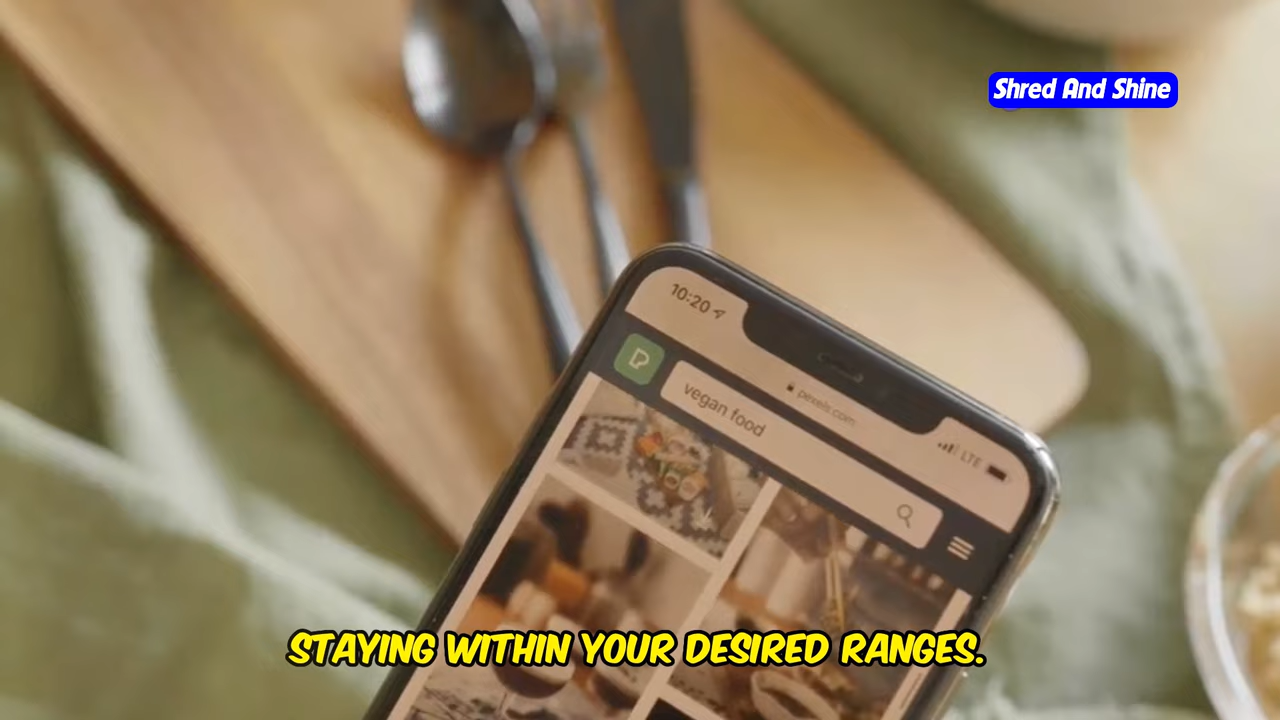 Shred And Shine
10:20
pexels.com
LTE
vegan food
STAYING WITHIN YOUR DESIRED RANGES.